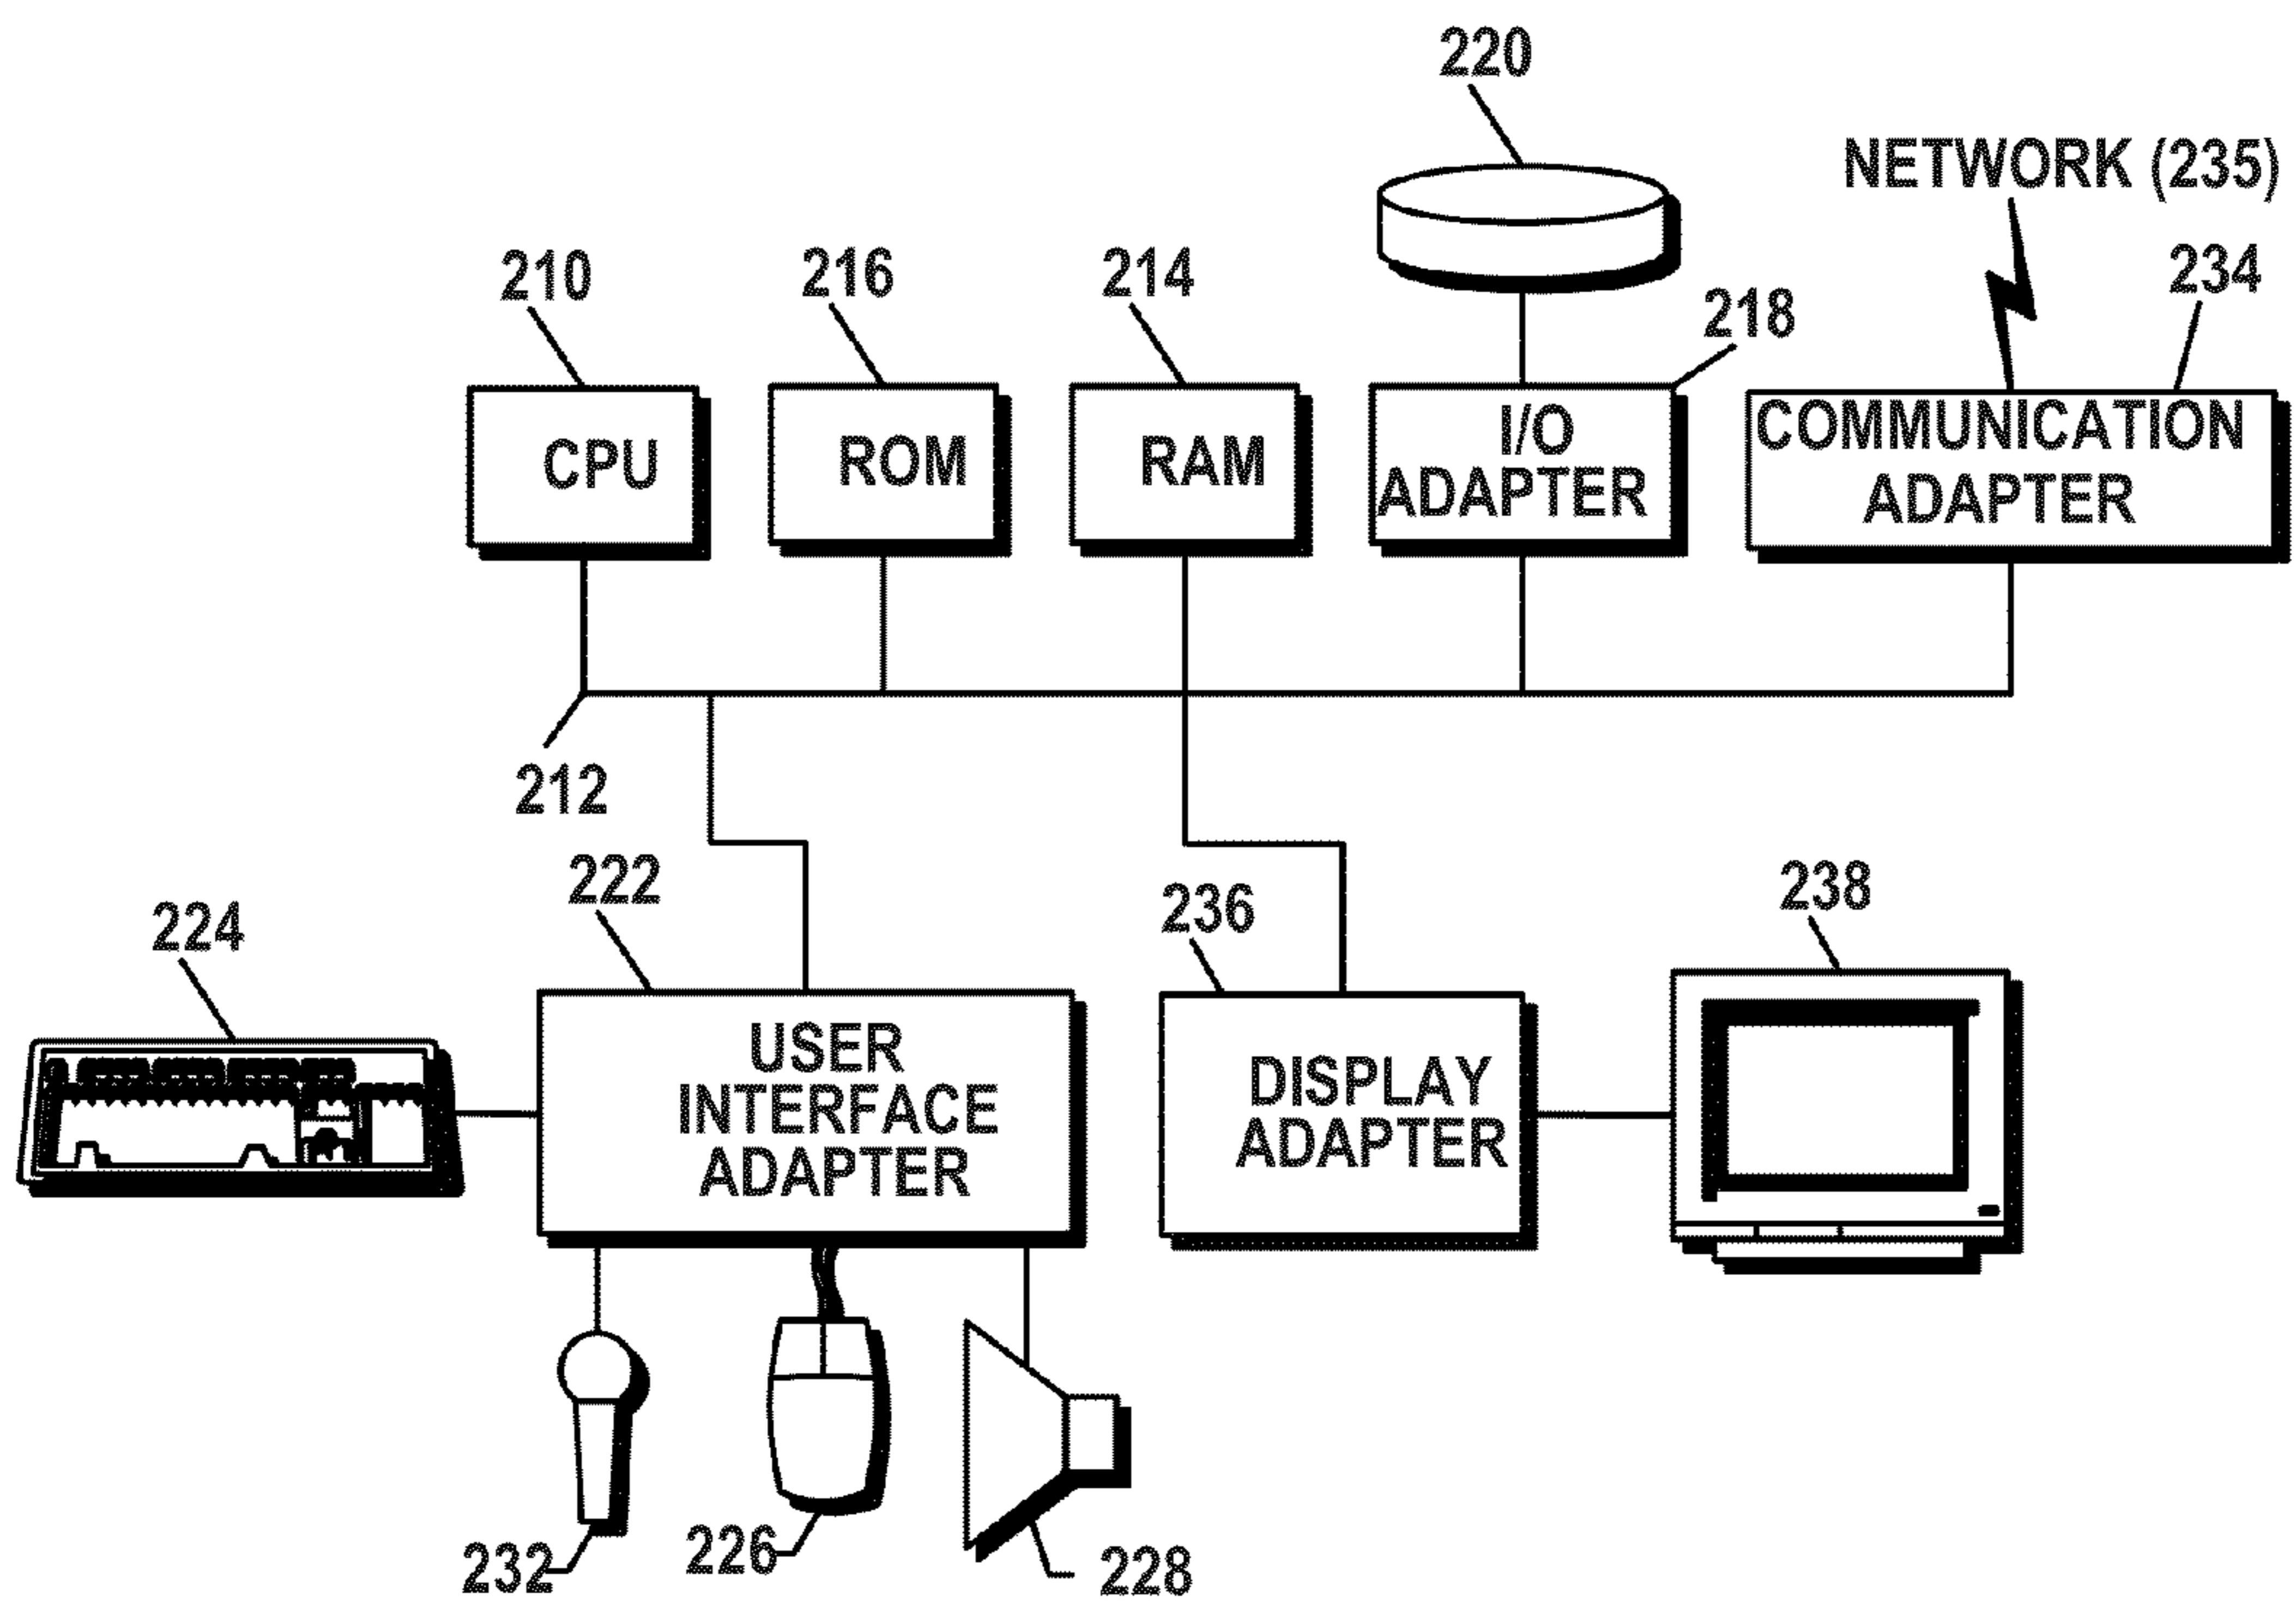 220
NETWORK (235)
210
216
214
218
234
CPU
ROM
RAM
I/O
ADAPTER
COMMUNICATION
ADAPTER
212
222
224
236
238
USER
INTERFACE
ADAPTER
DISPLAY
ADAPTER
232
226
228